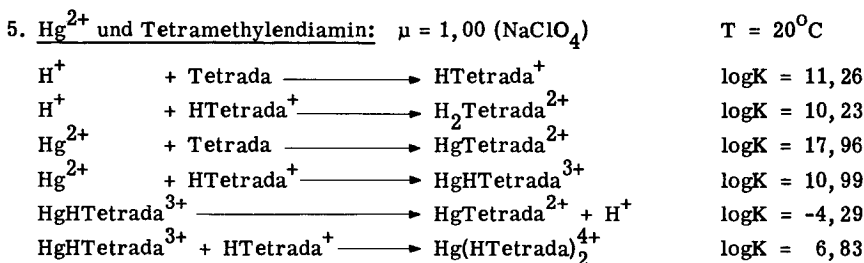 5. Hg²⁺ und Tetramethylendiamin: μ = 1,00 (NaClO₄) T = 20°C
H⁺ + Tetrada ⟶ HTetrada⁺ logK = 11,26
H⁺ + HTetrada⁺ ⟶ H₂Tetrada²⁺ logK = 10,23
Hg²⁺ + Tetrada ⟶ HgTetrada²⁺ logK = 17,96
Hg²⁺ + HTetrada⁺ ⟶ HgHTetrada³⁺ logK = 10,99
HgHTetrada³⁺ ⟶ HgTetrada²⁺ + H⁺ logK = -4,29
HgHTetrada³⁺ + HTetrada⁺ ⟶ Hg(HTetrada)₂⁴⁺ logK = 6,83